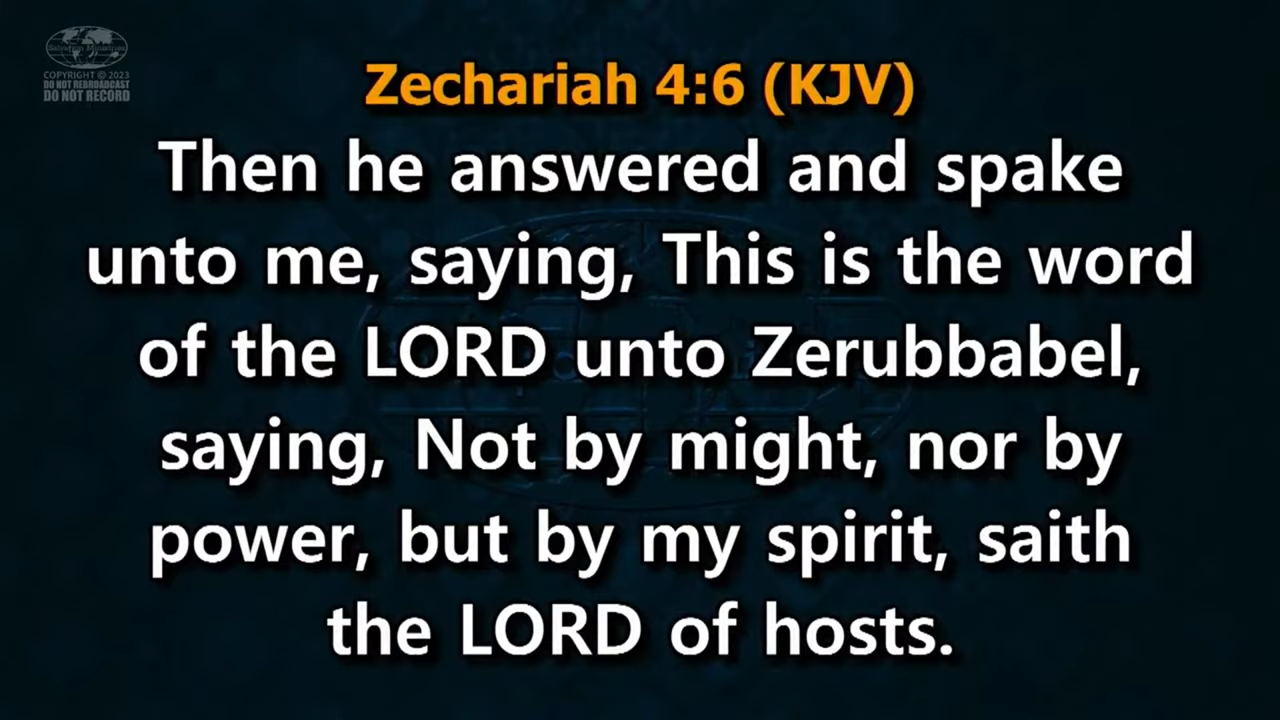 Salvation Ministries
COPYRIGHT © 2023
DO NOT REBROADCAST
DO NOT RECORD
Zechariah 4:6 (KJV)
Then he answered and spake
unto me, saying, This is the word
of the LORD unto Zerubbabel,
saying, Not by might, nor by
power, but by my spirit, saith
the LORD of hosts.